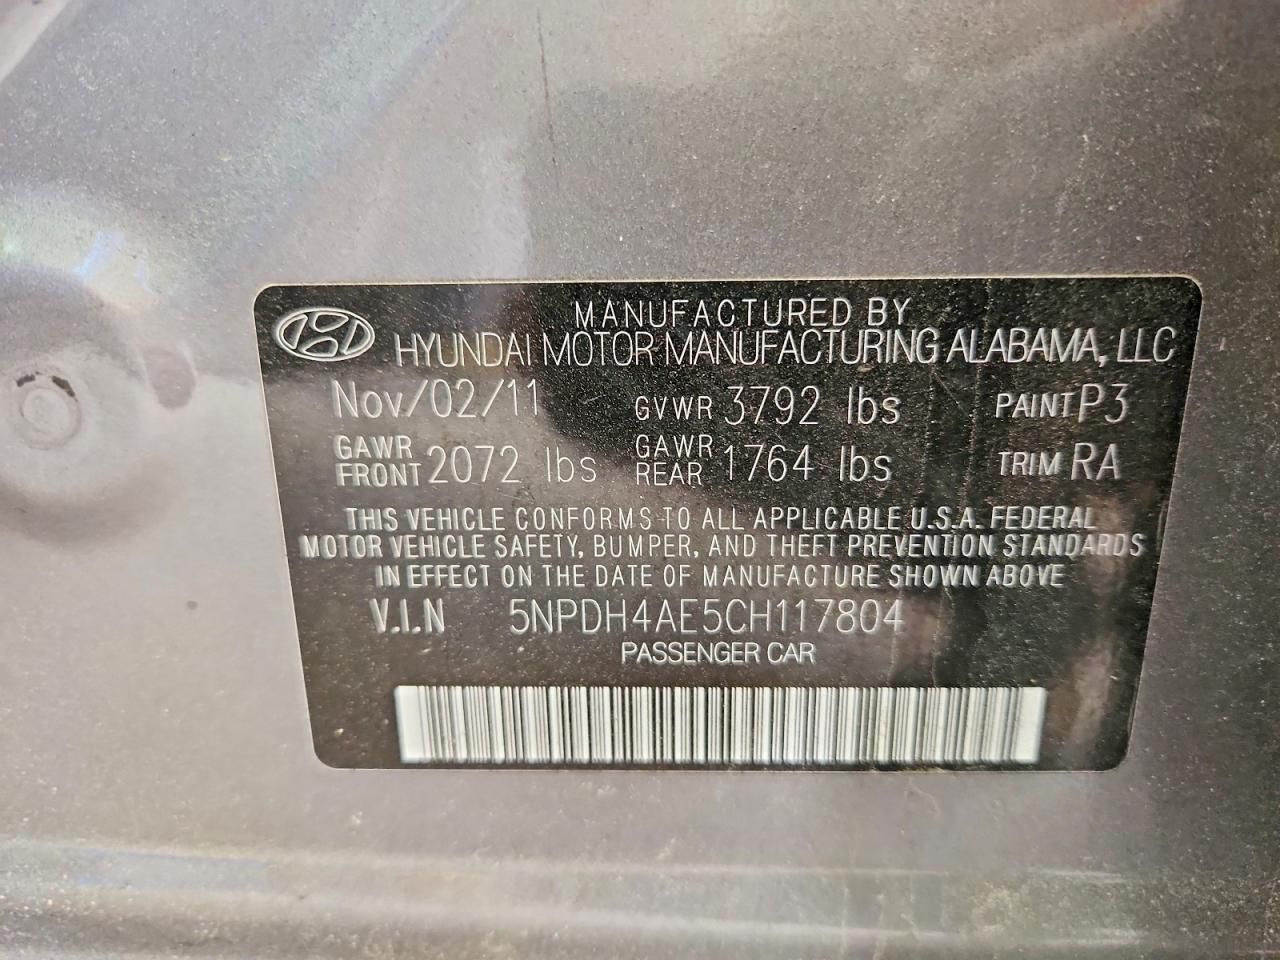 MANUFACTURED BY
HYUNDAI MOTOR MANUFACTURING ALABAMA, LLC
Nov/02/11 GVWR 3792 lbs PAINT P3
GAWR FRONT 2072 lbs GAWR REAR 1764 lbs TRIM RA
THIS VEHICLE CONFORMS TO ALL APPLICABLE U.S.A. FEDERAL
MOTOR VEHICLE SAFETY, BUMPER, AND THEFT PREVENTION STANDARDS
IN EFFECT ON THE DATE OF MANUFACTURE SHOWN ABOVE
V.I.N 5NPDH4AE5CH117804
PASSENGER CAR